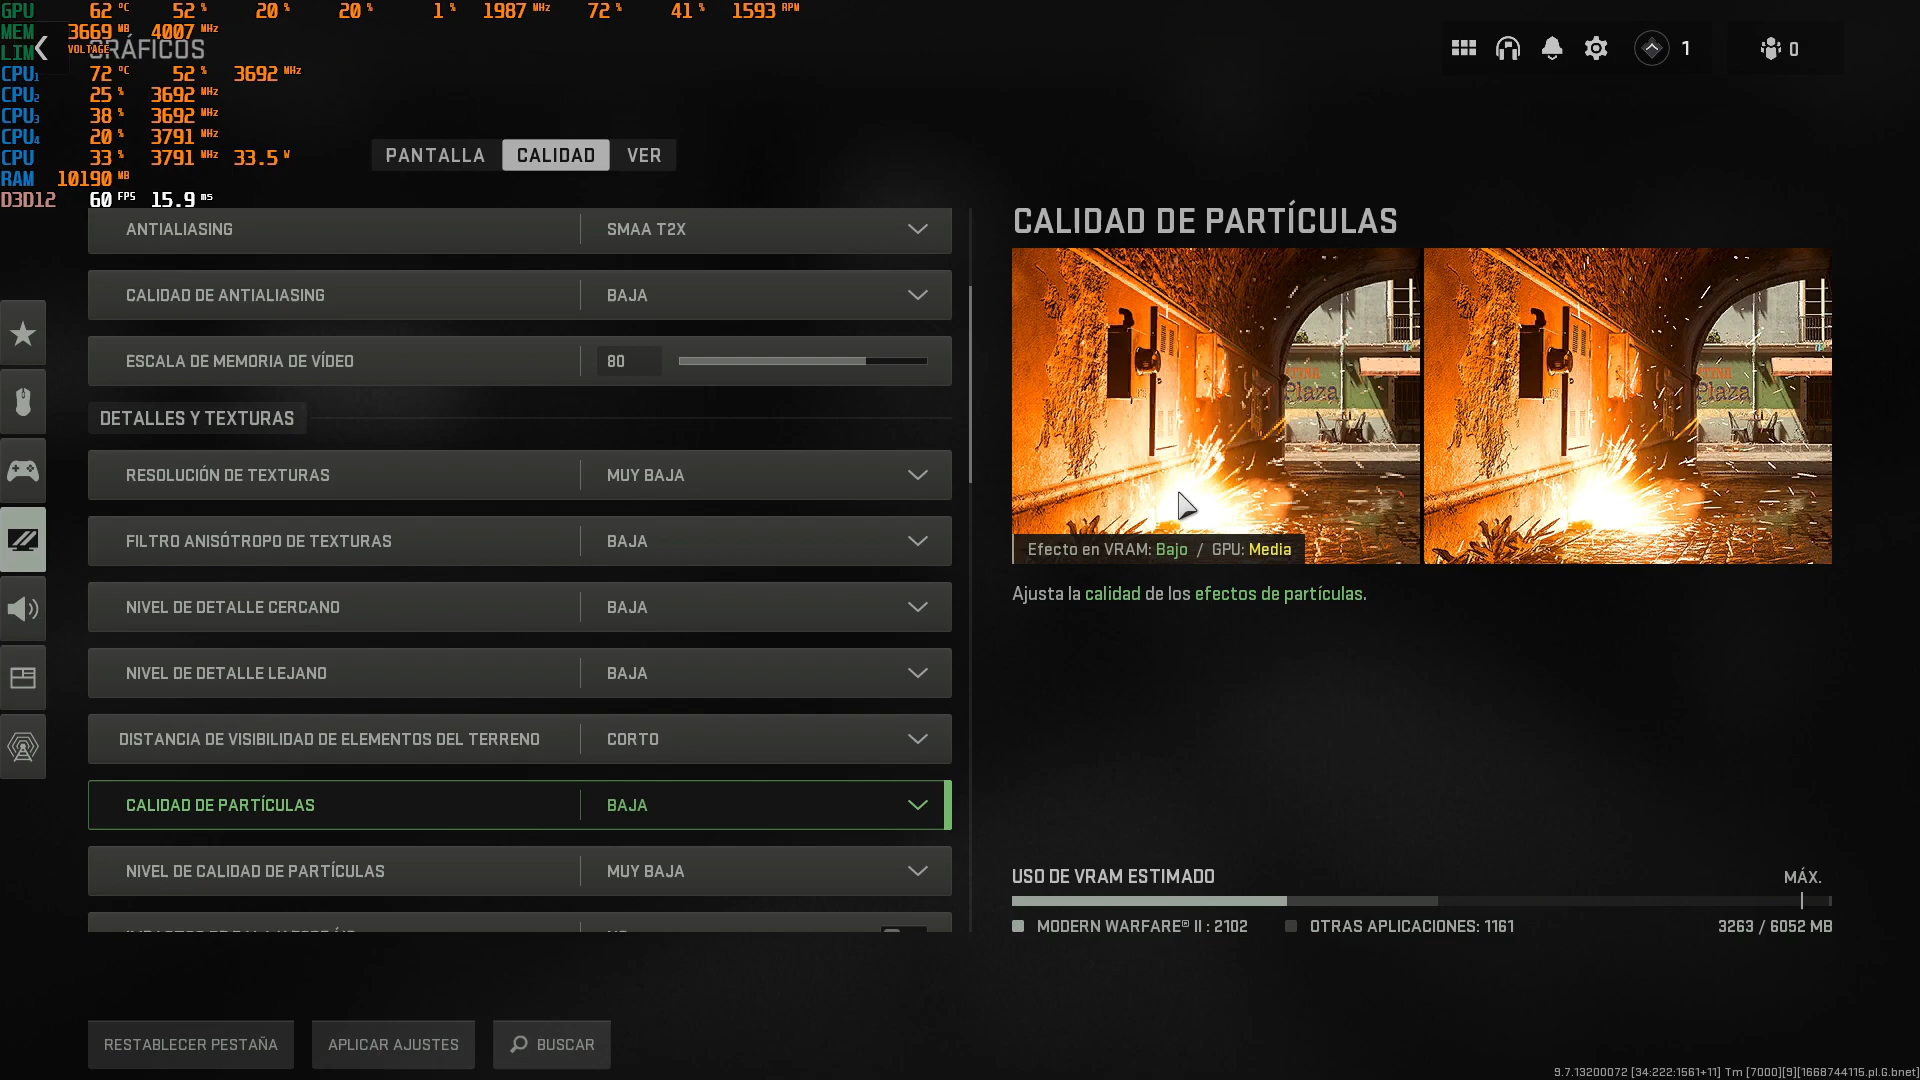 GPU 62 °C 52 % 20 % 20 % 1 % 1987 MHz 72 % 41 % 1593 RPM
MEM 3669 MB 4007 MHz
LIM VOLTAGE
GRÁFICOS
1
0
CPU1 72 °C 52 % 3692 MHz
CPU2 25 % 3692 MHz
CPU3 38 % 3692 MHz
CPU4 20 % 3791 MHz
CPU 33 % 3791 MHz 33.5 W
RAM 10190 MB
D3D12 60 FPS 15.9 ms
PANTALLA CALIDAD VER
ANTIALIASING SMAA T2X
CALIDAD DE ANTIALIASING BAJA
ESCALA DE MEMORIA DE VÍDEO 80
DETALLES Y TEXTURAS
RESOLUCIÓN DE TEXTURAS MUY BAJA
FILTRO ANISÓTROPO DE TEXTURAS BAJA
NIVEL DE DETALLE CERCANO BAJA
NIVEL DE DETALLE LEJANO BAJA
DISTANCIA DE VISIBILIDAD DE ELEMENTOS DEL TERRENO CORTO
CALIDAD DE PARTÍCULAS BAJA
NIVEL DE CALIDAD DE PARTÍCULAS MUY BAJA
CALIDAD DE PARTÍCULAS
Plaza
Plaza
Efecto en VRAM: Bajo / GPU: Media
Ajusta la calidad de los efectos de partículas.
USO DE VRAM ESTIMADO MÁX.
MODERN WARFARE® II : 2102 OTRAS APLICACIONES: 1161 3263 / 6052 MB
RESTABLECER PESTAÑA APLICAR AJUSTES BUSCAR
9.7.13200072 [34:222:1561+11] Tm [7000][9][1668744115.pl.G.bnet]